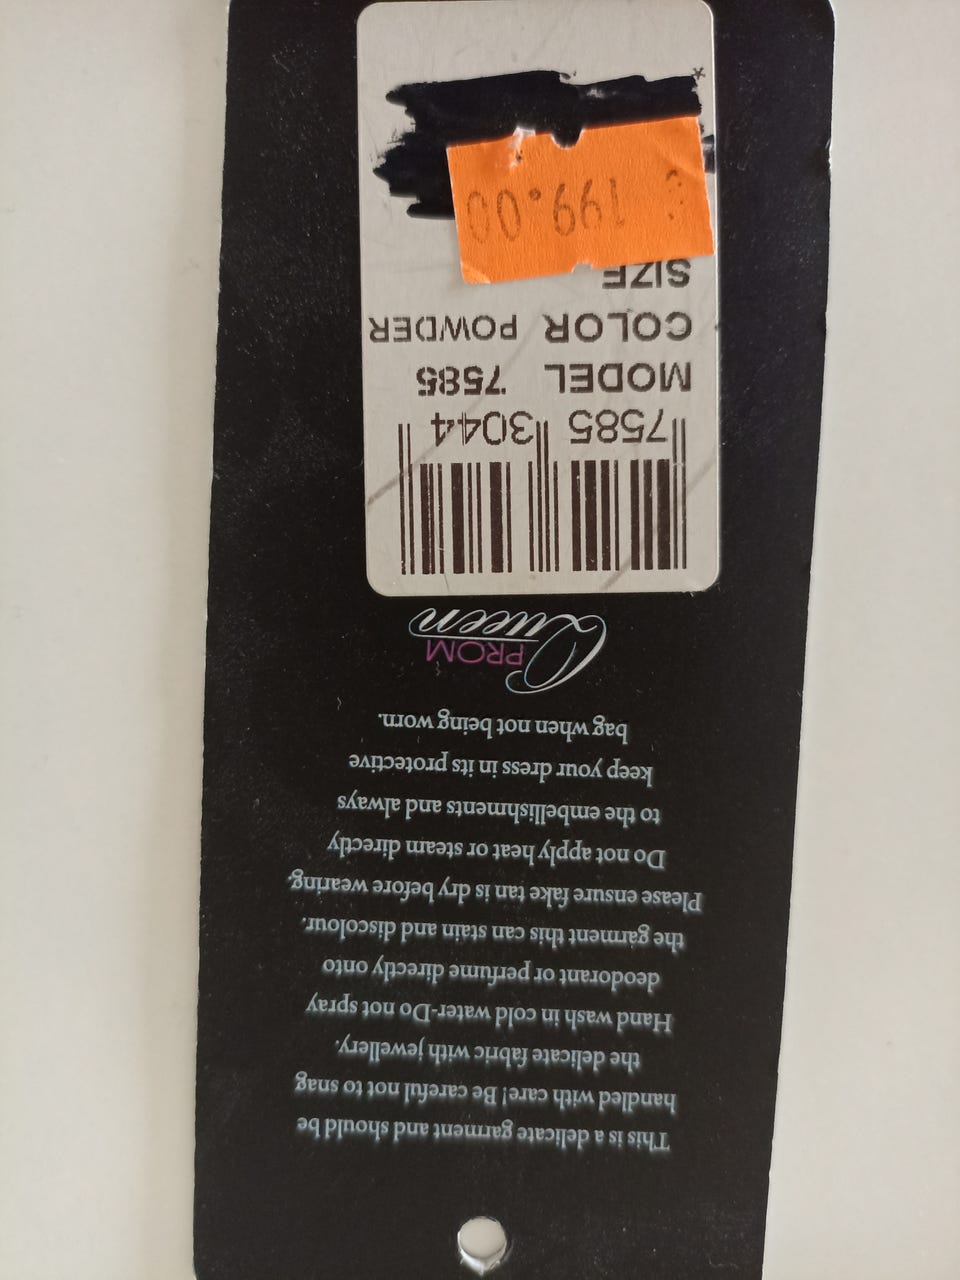 This is a delicate garment and should be
handled with care! Be careful not to snag
the delicate fabric with jewellery.
Hand wash in cold water-Do not spray
deodorant or perfume directly onto
the garment this can stain and discolour.
Please ensure fake tan is dry before wearing.
Do not apply heat or steam directly
to the embellishments and always
keep your dress in its protective
bag when not being worn.
PROM
Queen
7585 3044
MODEL 7585
COLOR POWDER
SIZE
€ 199.00
*